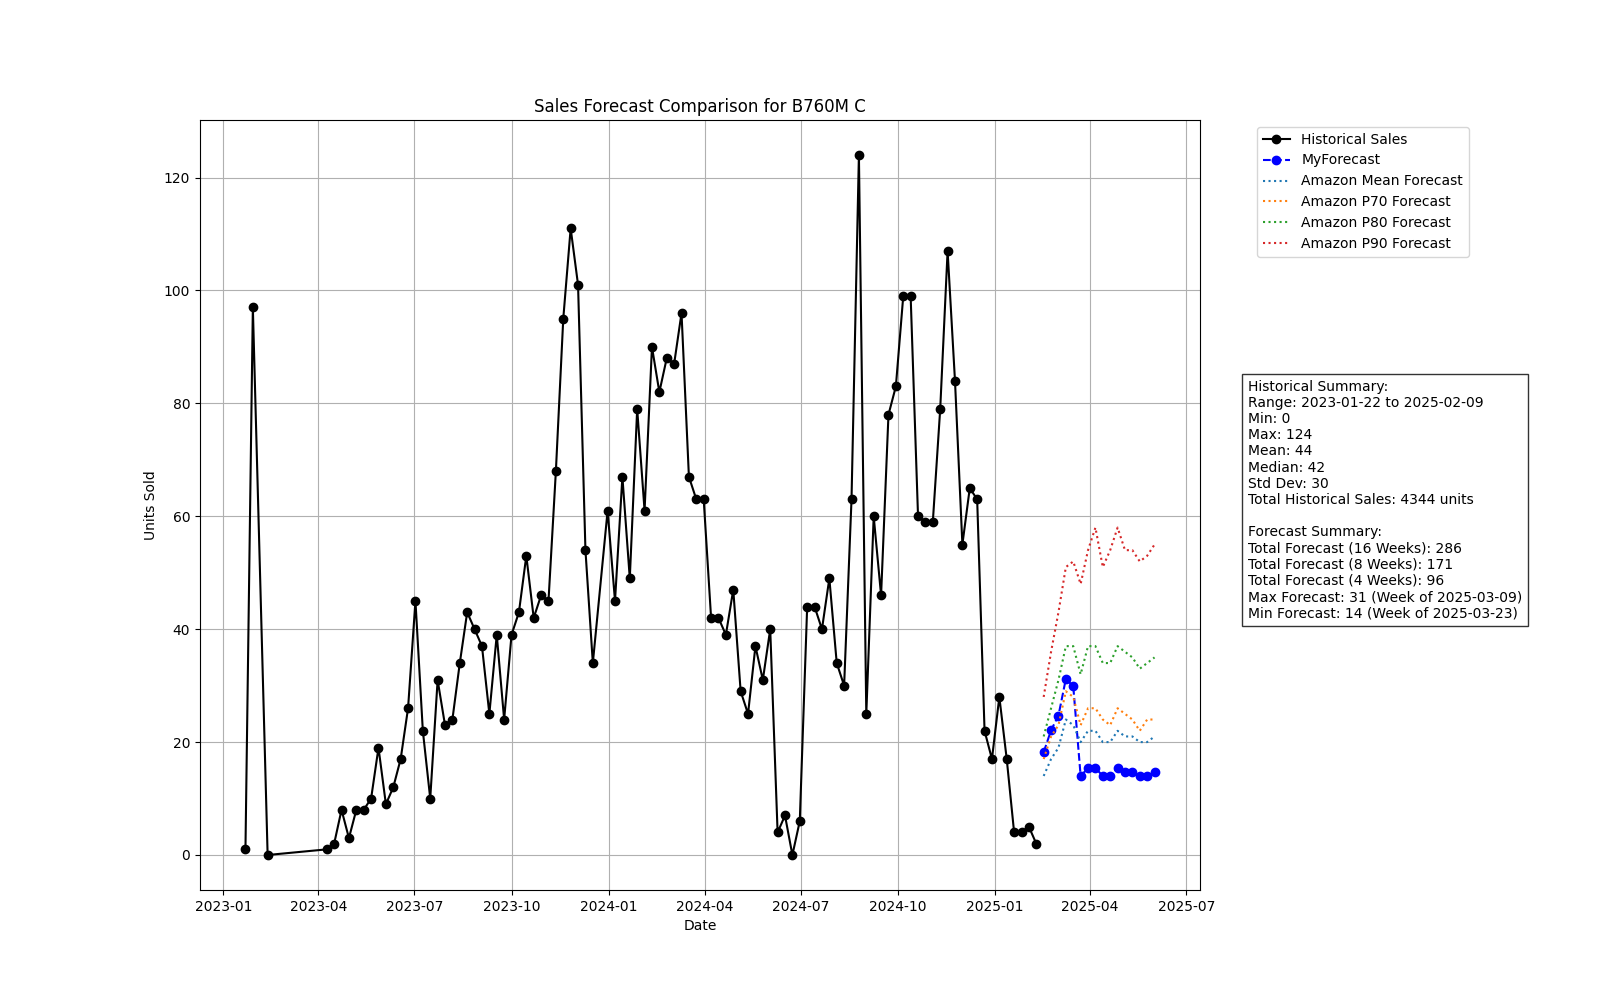 Sales Forecast Comparison for B760M C
120
100
80
60
40
20
0
Units Sold
2023-01 2023-04 2023-07 2023-10 2024-01 2024-04 2024-07 2024-10 2025-01 2025-04 2025-07
Date
Historical Sales
MyForecast
Amazon Mean Forecast
Amazon P70 Forecast
Amazon P80 Forecast
Amazon P90 Forecast
Historical Summary:
Range: 2023-01-22 to 2025-02-09
Min: 0
Max: 124
Mean: 44
Median: 42
Std Dev: 30
Total Historical Sales: 4344 units
Forecast Summary:
Total Forecast (16 Weeks): 286
Total Forecast (8 Weeks): 171
Total Forecast (4 Weeks): 96
Max Forecast: 31 (Week of 2025-03-09)
Min Forecast: 14 (Week of 2025-03-23)